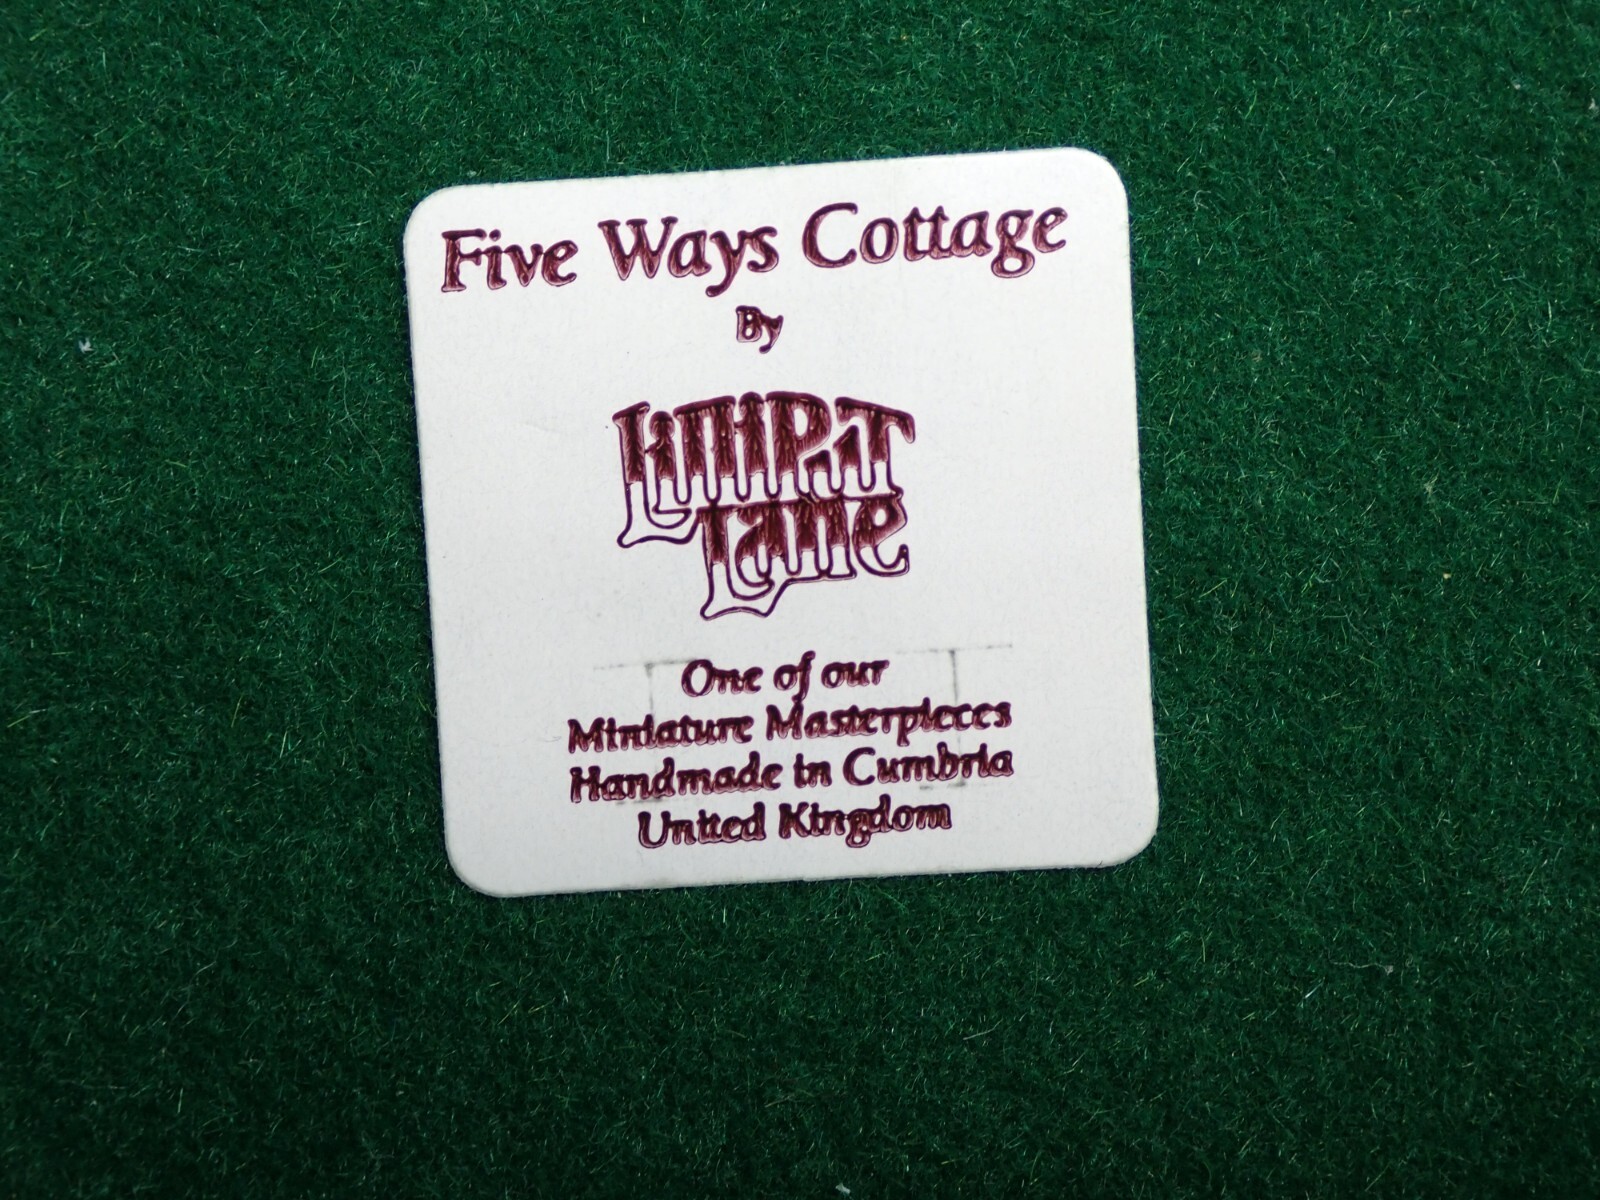 Five Ways Cottage
By
Lilliput
Lane
One of our
Miniature Masterpieces
Handmade in Cumbria
United Kingdom